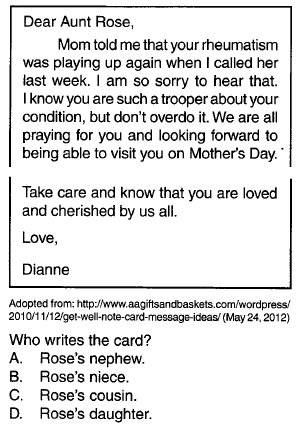 Dear Aunt Rose,
Mom told me that your rheumatism
was playing up again when I called her
last week. I am so sorry to hear that.
I know you are such a trooper about your
condition, but don't overdo it. We are all
praying for you and looking forward to
being able to visit you on Mother's Day.
Take care and know that you are loved
and cherished by us all.
Love,
Dianne
Adopted from: http://www.aagiftsandbaskets.com/wordpress/
2010/11/12/get-well-note-card-message-ideas/ (May 24, 2012)
Who writes the card?
A. Rose's nephew.
B. Rose's niece.
C. Rose's cousin.
D. Rose's daughter.